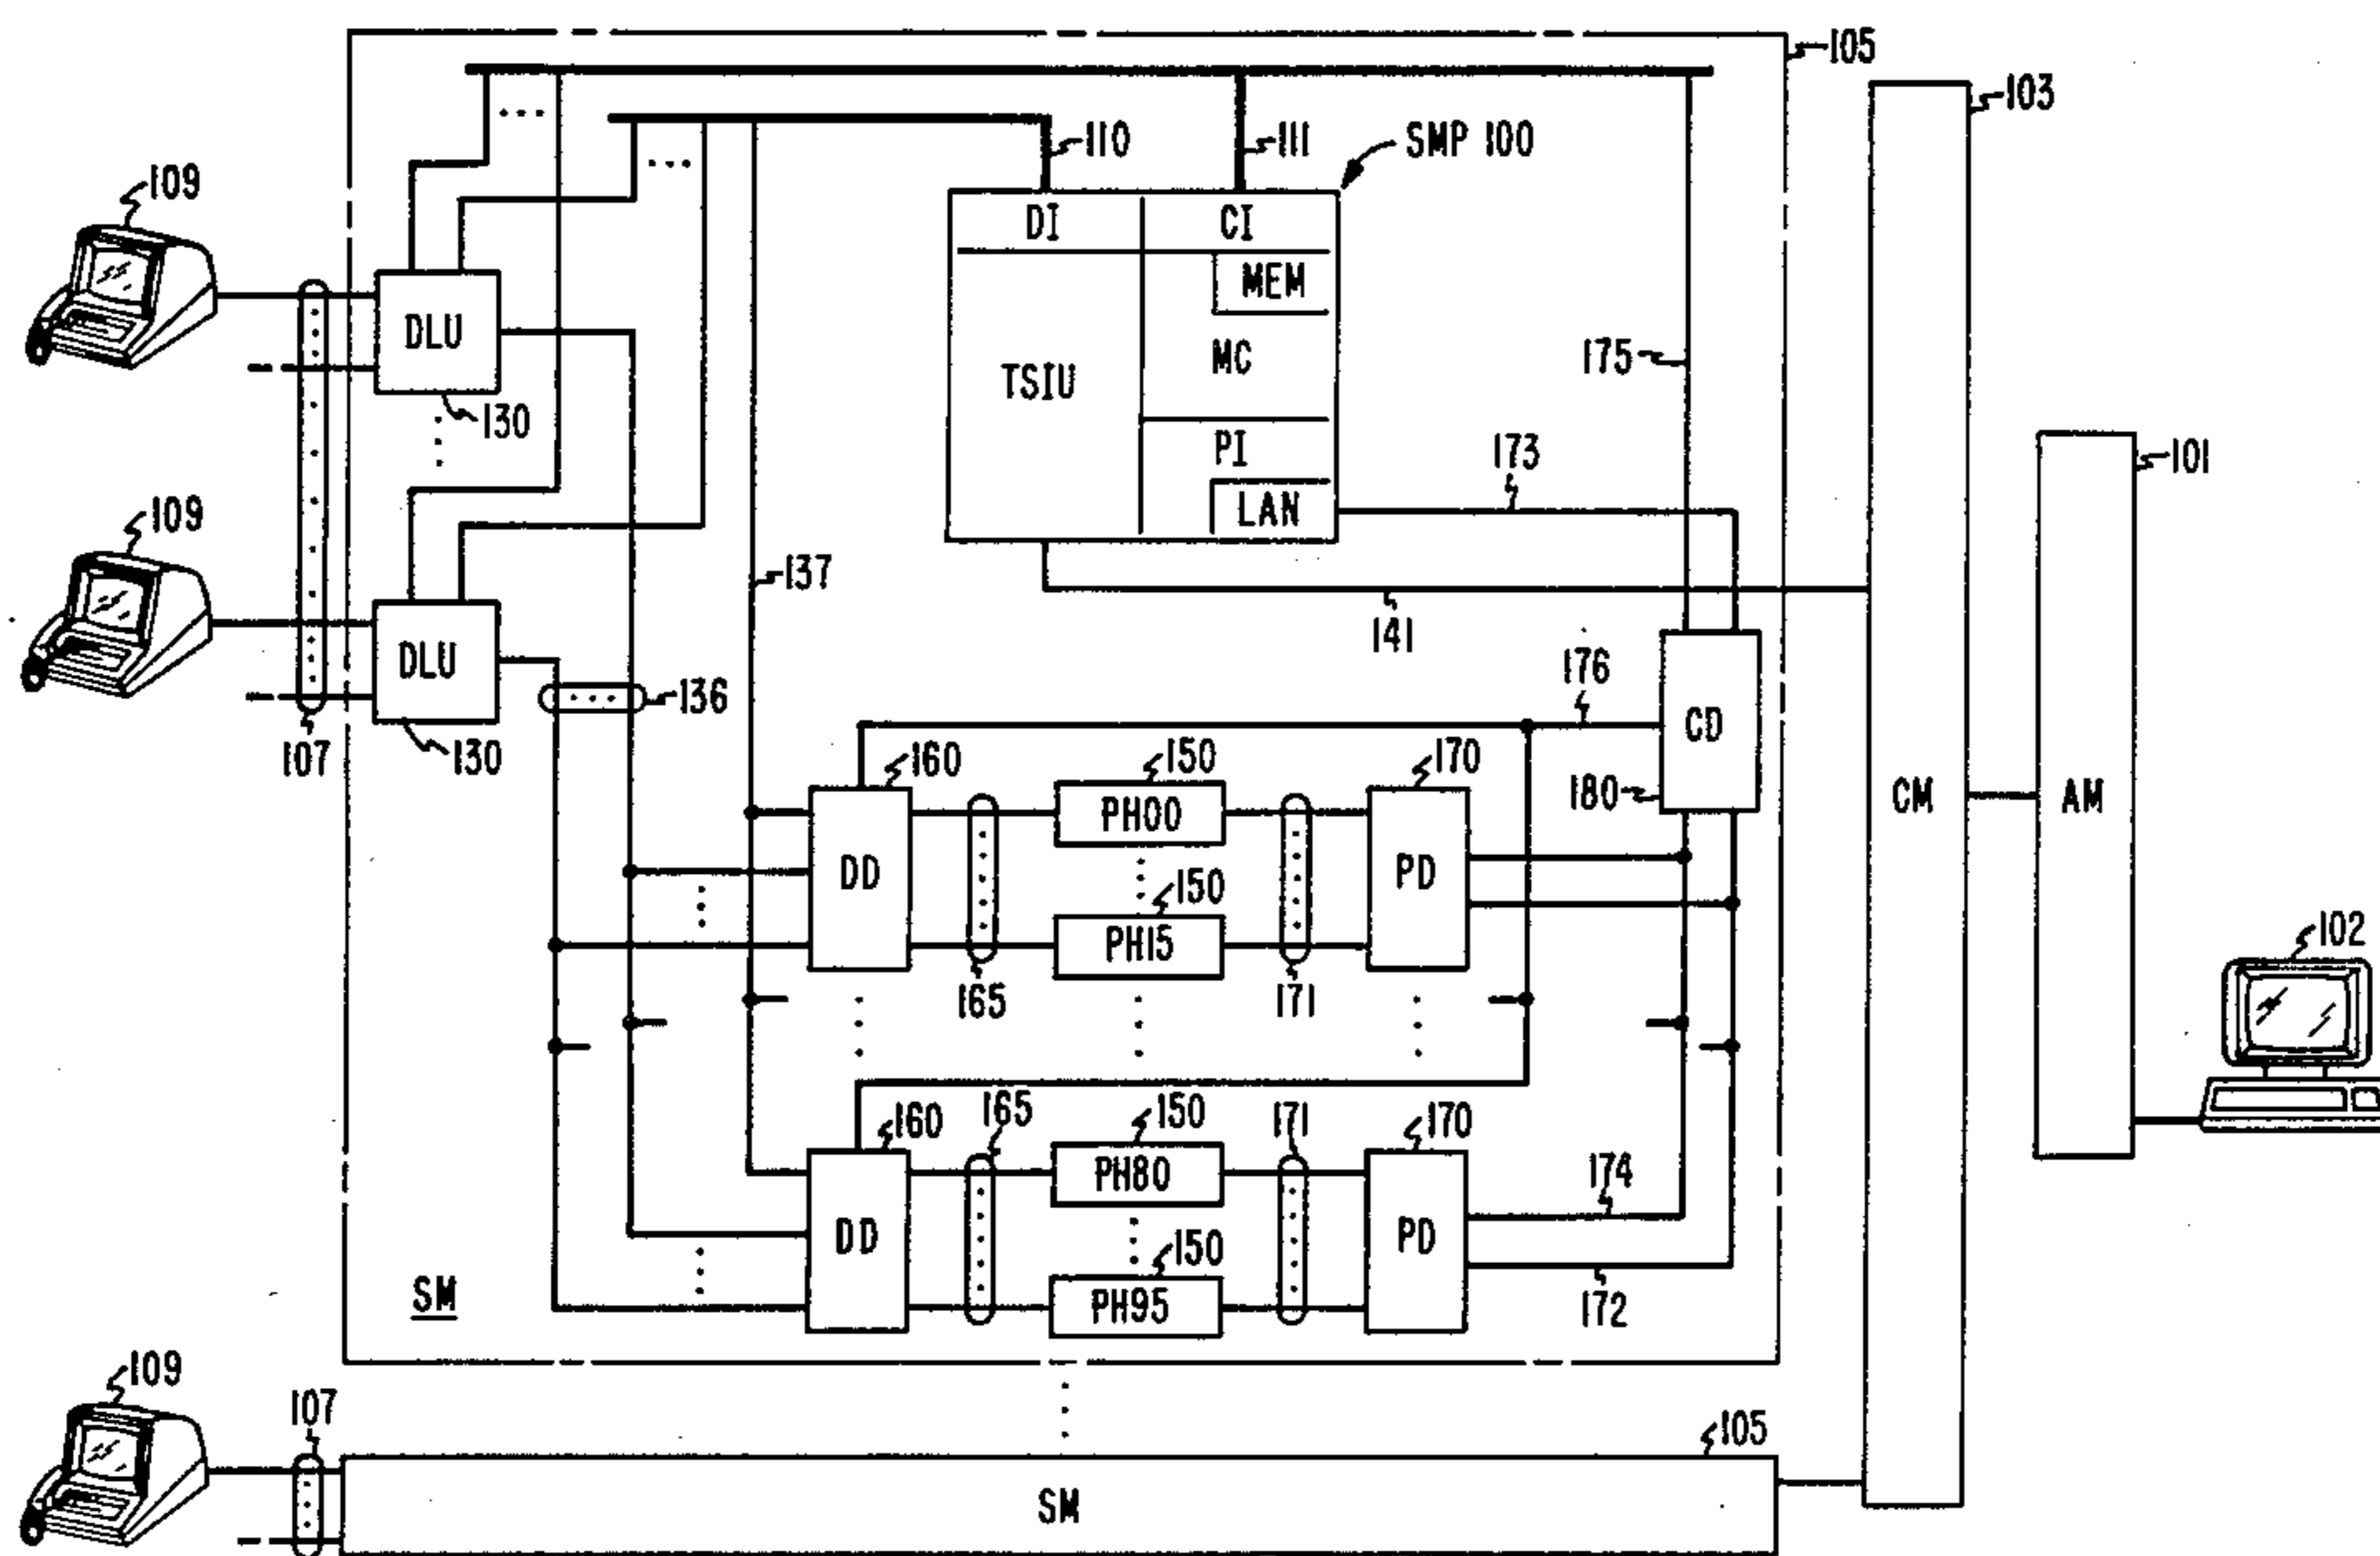 105
103
110
111
SMP 100
109
DI
CI
MEM
DLU
MC
175
TSIU
130
PI
173
101
109
LAN
137
141
DLU
136
176
CD
107
130
160
150
170
180
CM
AM
PH00
DD
PD
150
102
PH15
165
171
165
150
171
170
160
PH80
174
DD
PD
150
SM
PH95
172
109
107
105
SM